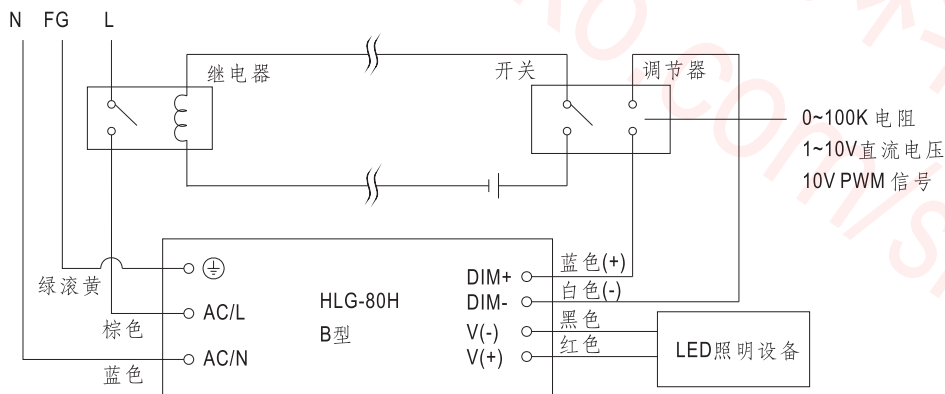 N FG L
继电器
开关
调节器
0~100K 电阻
1~10V直流电压
10V PWM 信号
绿滚黄
棕色
蓝色
AC/L
AC/N
HLG-80H
B型
DIM+
DIM-
V(-)
V(+)
蓝色(+)
白色(-)
黑色
红色
LED照明设备